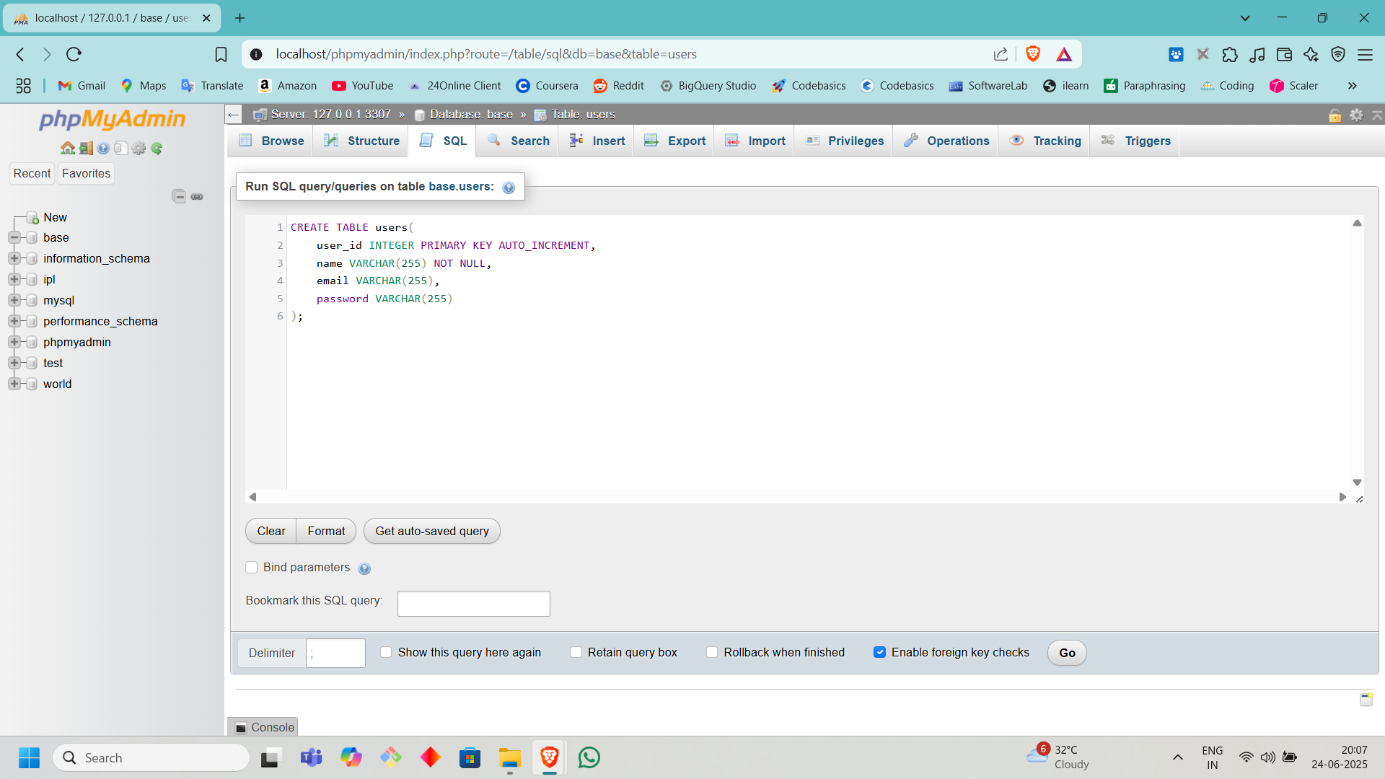 localhost / 127.0.0.1 / base / use
localhost/phpmyadmin/index.php?route=/table/sql&db=base&table=users
Gmail Maps Translate Amazon YouTube 24Online Client Coursera Reddit BigQuery Studio Codebasics Codebasics SoftwareLab ilearn Paraphrasing Coding Scaler »
phpMyAdmin
Recent Favorites
New
base
information_schema
ipl
mysql
performance_schema
phpmyadmin
test
world
Server: 127.0.0.1:3307 » Database: base » Table: users
Browse Structure SQL Search Insert Export Import Privileges Operations Tracking Triggers
Run SQL query/queries on table base.users:
1 CREATE TABLE users(
2 user_id INTEGER PRIMARY KEY AUTO_INCREMENT,
3 name VARCHAR(255) NOT NULL,
4 email VARCHAR(255),
5 password VARCHAR(255)
6 );
Clear Format Get auto-saved query
Bind parameters
Bookmark this SQL query:
Delimiter ; Show this query here again Retain query box Rollback when finished Enable foreign key checks Go
Console
Search
6
32°C
Cloudy
ENG
IN
20:07
24-06-2025